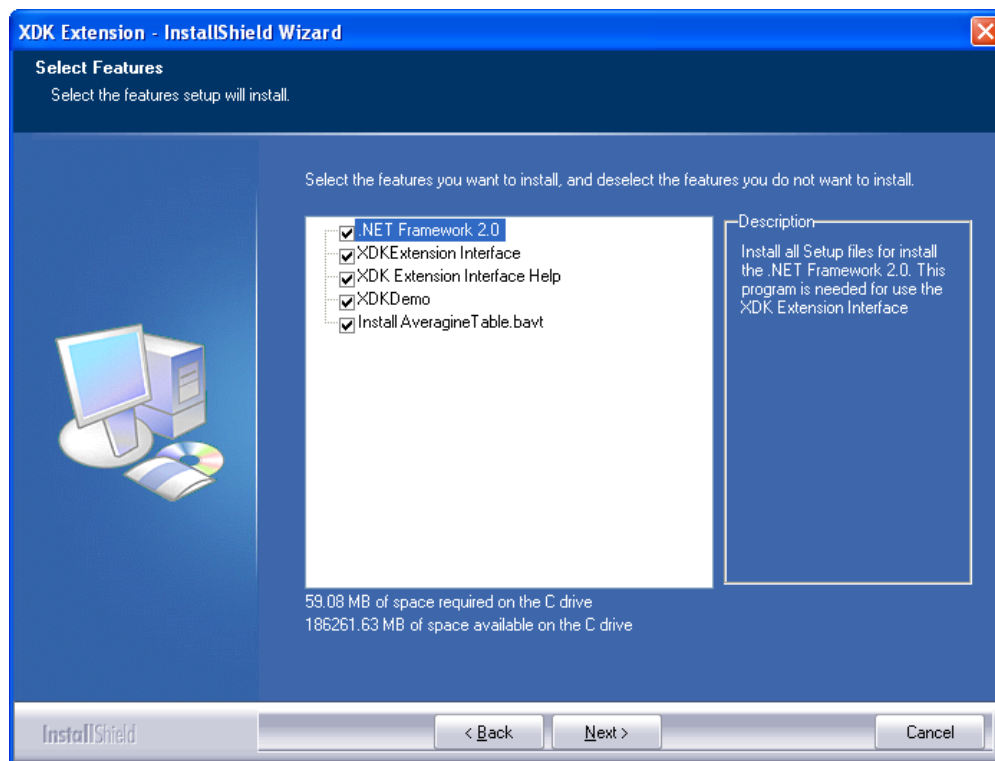 XDK Extension - InstallShield Wizard
Select Features
Select the features setup will install.
Select the features you want to install, and deselect the features you do not want to install.
.NET Framework 2.0
XDKExtension Interface
XDK Extension Interface Help
XDKDemo
Install AveragineTable.bavt
Description
Install all Setup files for install
the .NET Framework 2.0. This
program is needed for use the
XDK Extension Interface
59.08 MB of space required on the C drive
186261.63 MB of space available on the C drive
InstallShield
< Back
Next >
Cancel